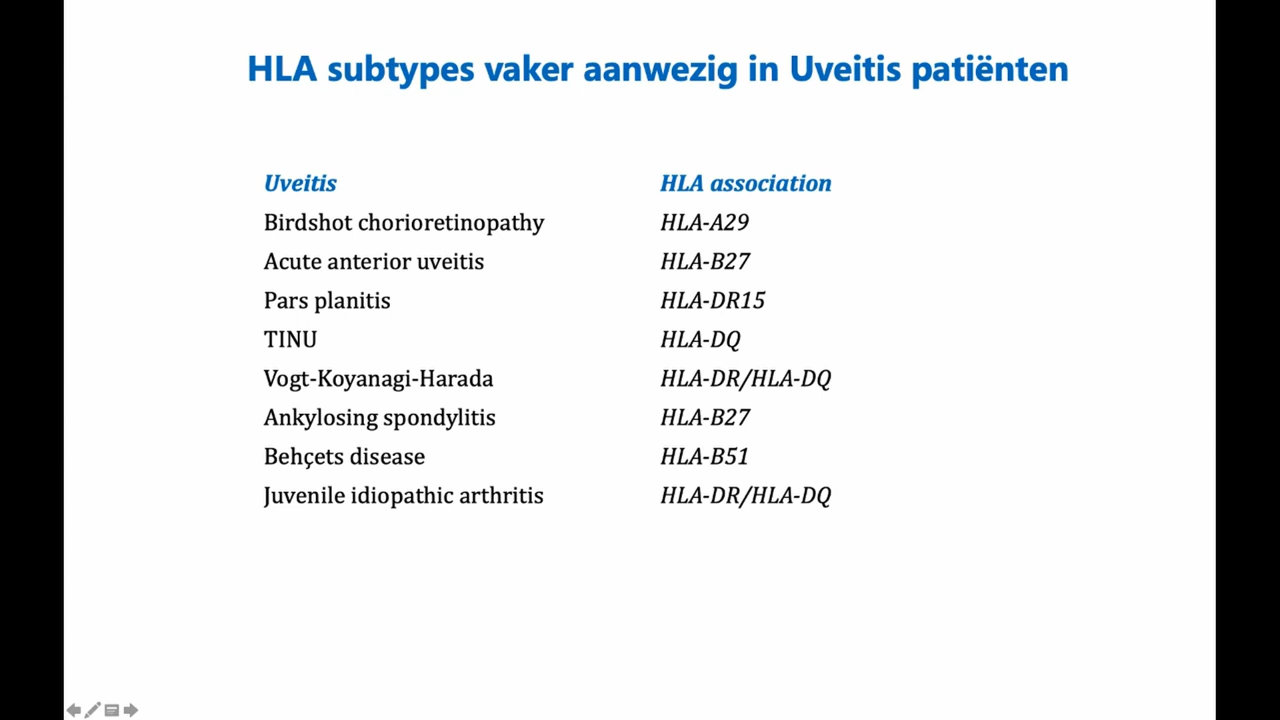 HLA subtypes vaker aanwezig in Uveitis patiënten
Uveitis HLA association
Birdshot chorioretinopathy HLA-A29
Acute anterior uveitis HLA-B27
Pars planitis HLA-DR15
TINU HLA-DQ
Vogt-Koyanagi-Harada HLA-DR/HLA-DQ
Ankylosing spondylitis HLA-B27
Behçets disease HLA-B51
Juvenile idiopathic arthritis HLA-DR/HLA-DQ